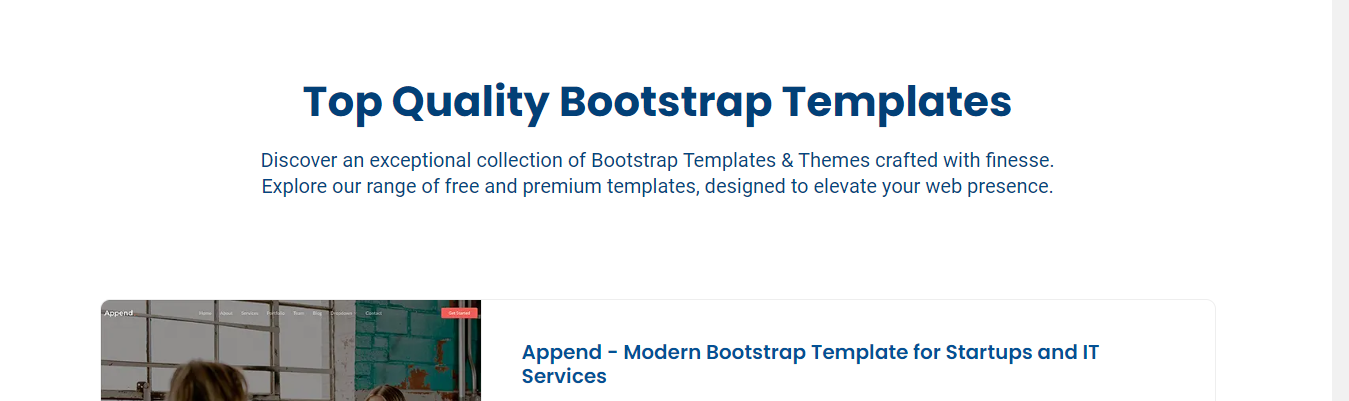 Top Quality Bootstrap Templates
Discover an exceptional collection of Bootstrap Templates & Themes crafted with finesse.
Explore our range of free and premium templates, designed to elevate your web presence.
Append
Home About Services Portfolio Team Blog Dropdown Contact
Get Started
Append - Modern Bootstrap Template for Startups and IT
Services